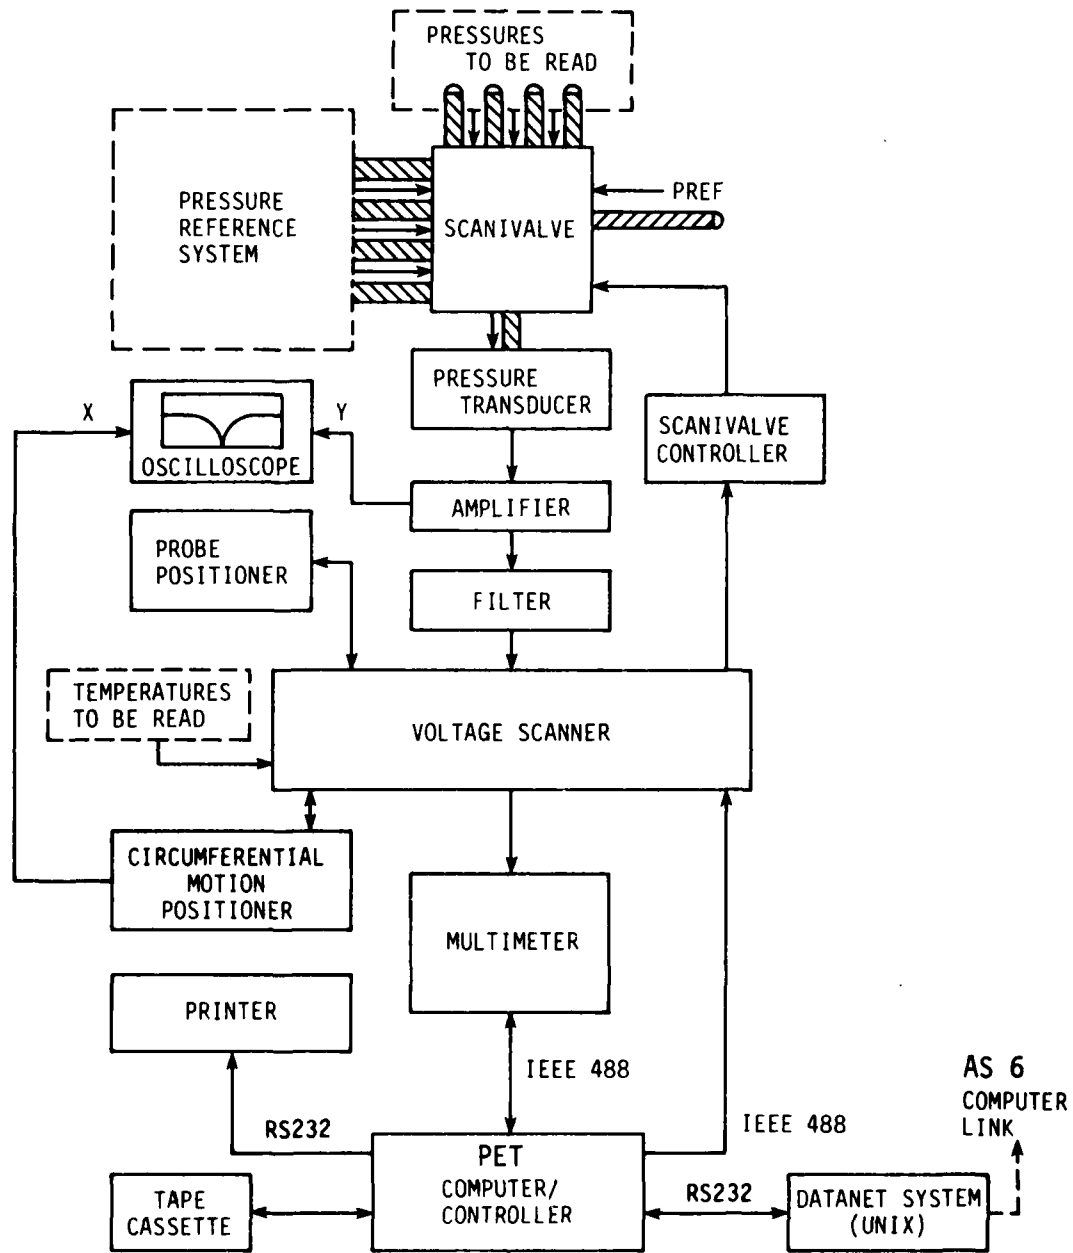 PRESSURES
TO BE READ
PRESSURE
REFERENCE
SYSTEM
SCANIVALVE
PREF
PRESSURE
TRANSDUCER
X
Y
OSCILLOSCOPE
SCANIVALVE
CONTROLLER
AMPLIFIER
PROBE
POSITIONER
FILTER
TEMPERATURES
TO BE READ
VOLTAGE SCANNER
CIRCUMFERENTIAL
MOTION
POSITIONER
MULTIMETER
PRINTER
IEEE 488
AS 6
COMPUTER
LINK
RS232
IEEE 488
PET
COMPUTER/
CONTROLLER
TAPE
CASSETTE
RS232
DATANET SYSTEM
(UNIX)